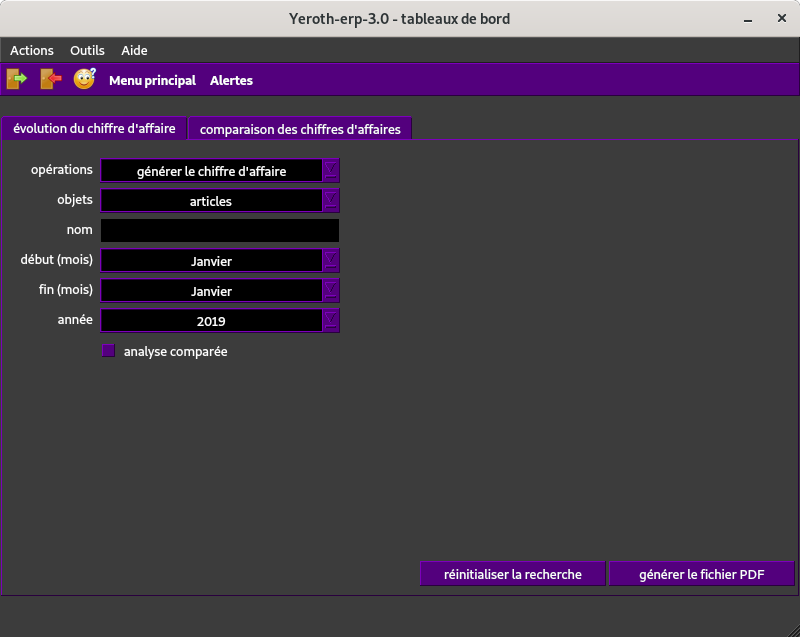 Yeroth-erp-3.0 - tableaux de bord
Actions Outils Aide
Menu principal Alertes
évolution du chiffre d'affaire comparaison des chiffres d'affaires
opérations générer le chiffre d'affaire
objets articles
nom
début (mois) Janvier
fin (mois) Janvier
année 2019
analyse comparée
réinitialiser la recherche générer le fichier PDF